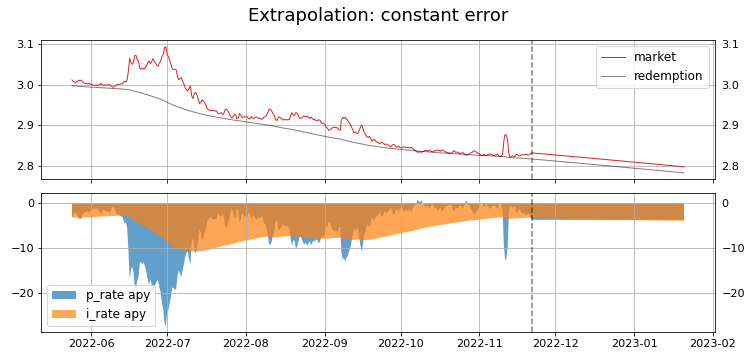 Extrapolation: constant error
3.1
3.0
2.9
2.8
3.1
3.0
2.9
2.8
market
redemption
0
−10
−20
0
−10
−20
p_rate apy
i_rate apy
2022-06 2022-07 2022-08 2022-09 2022-10 2022-11 2022-12 2023-01 2023-02